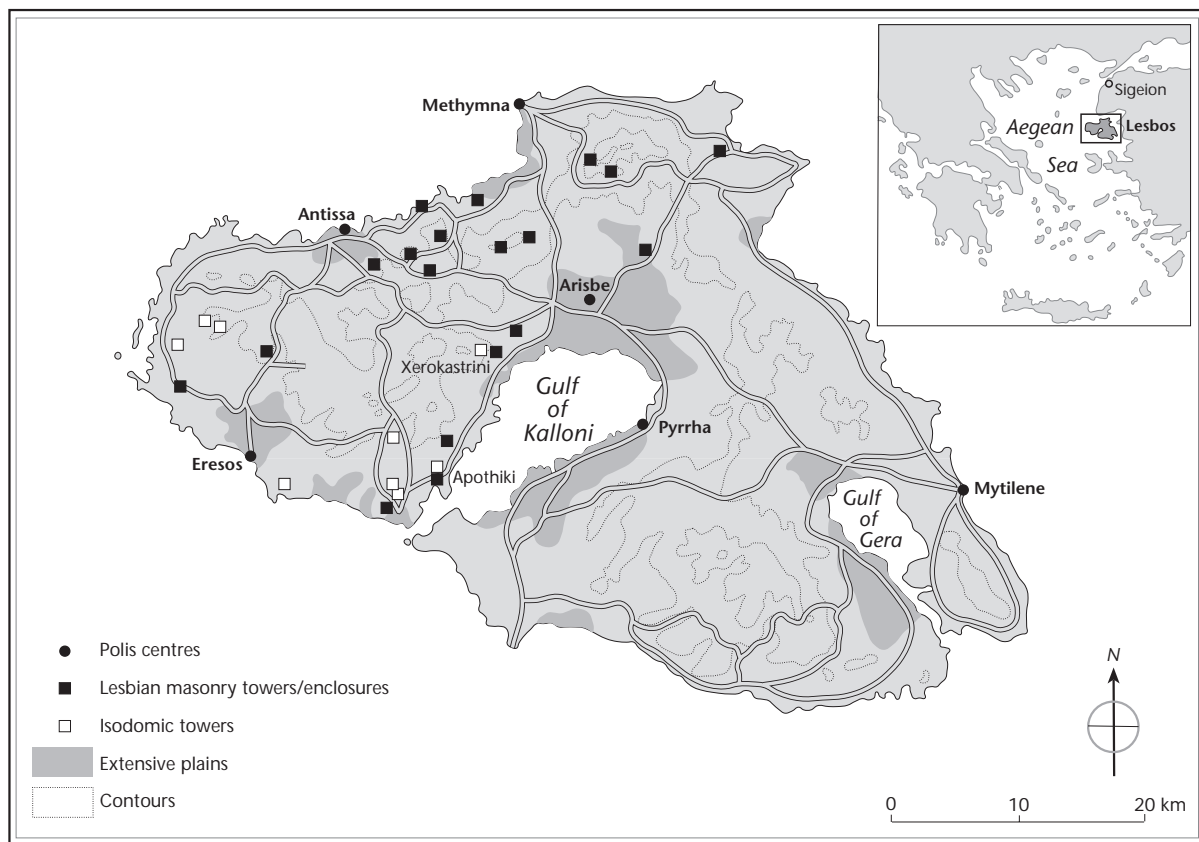 Methymna
Antissa
Arisbe
Xerokastrini
Gulf
of
Kalloni
Pyrrha
Eresos
Apothiki
Mytilene
Gulf
of
Gera
Sigeion
Aegean
Sea
Lesbos
Polis centres
Lesbian masonry towers/enclosures
Isodomic towers
Extensive plains
Contours
N
0 10 20 km